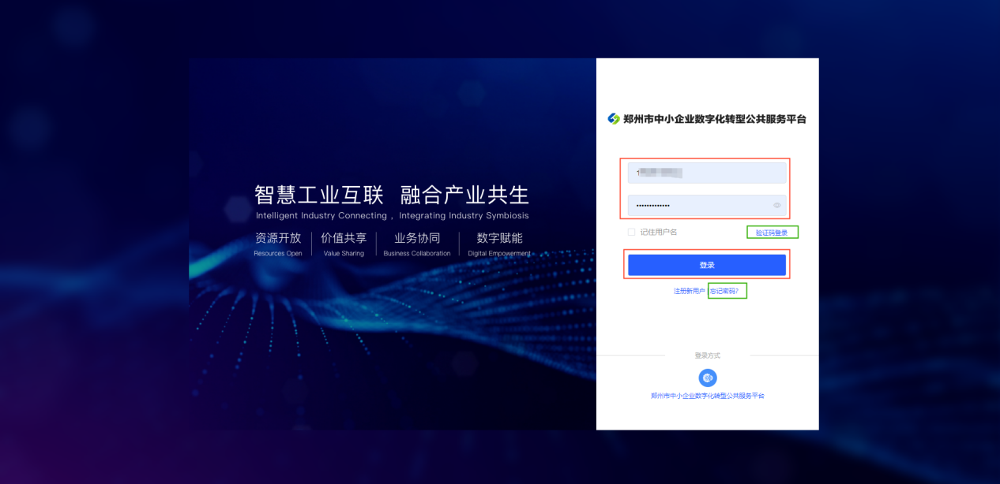 智慧工业互联 融合产业共生
Intelligent Industry Connecting , Integrating Industry Symbiosis
资源开放 价值共享 业务协同 数字赋能
Resources Open Value Sharing Business Collaboration Digital Empowerment
郑州市中小企业数字化转型公共服务平台
记住用户名 验证码登录
登录
注册新用户 忘记密码?
登录方式
郑州市中小企业数字化转型公共服务平台